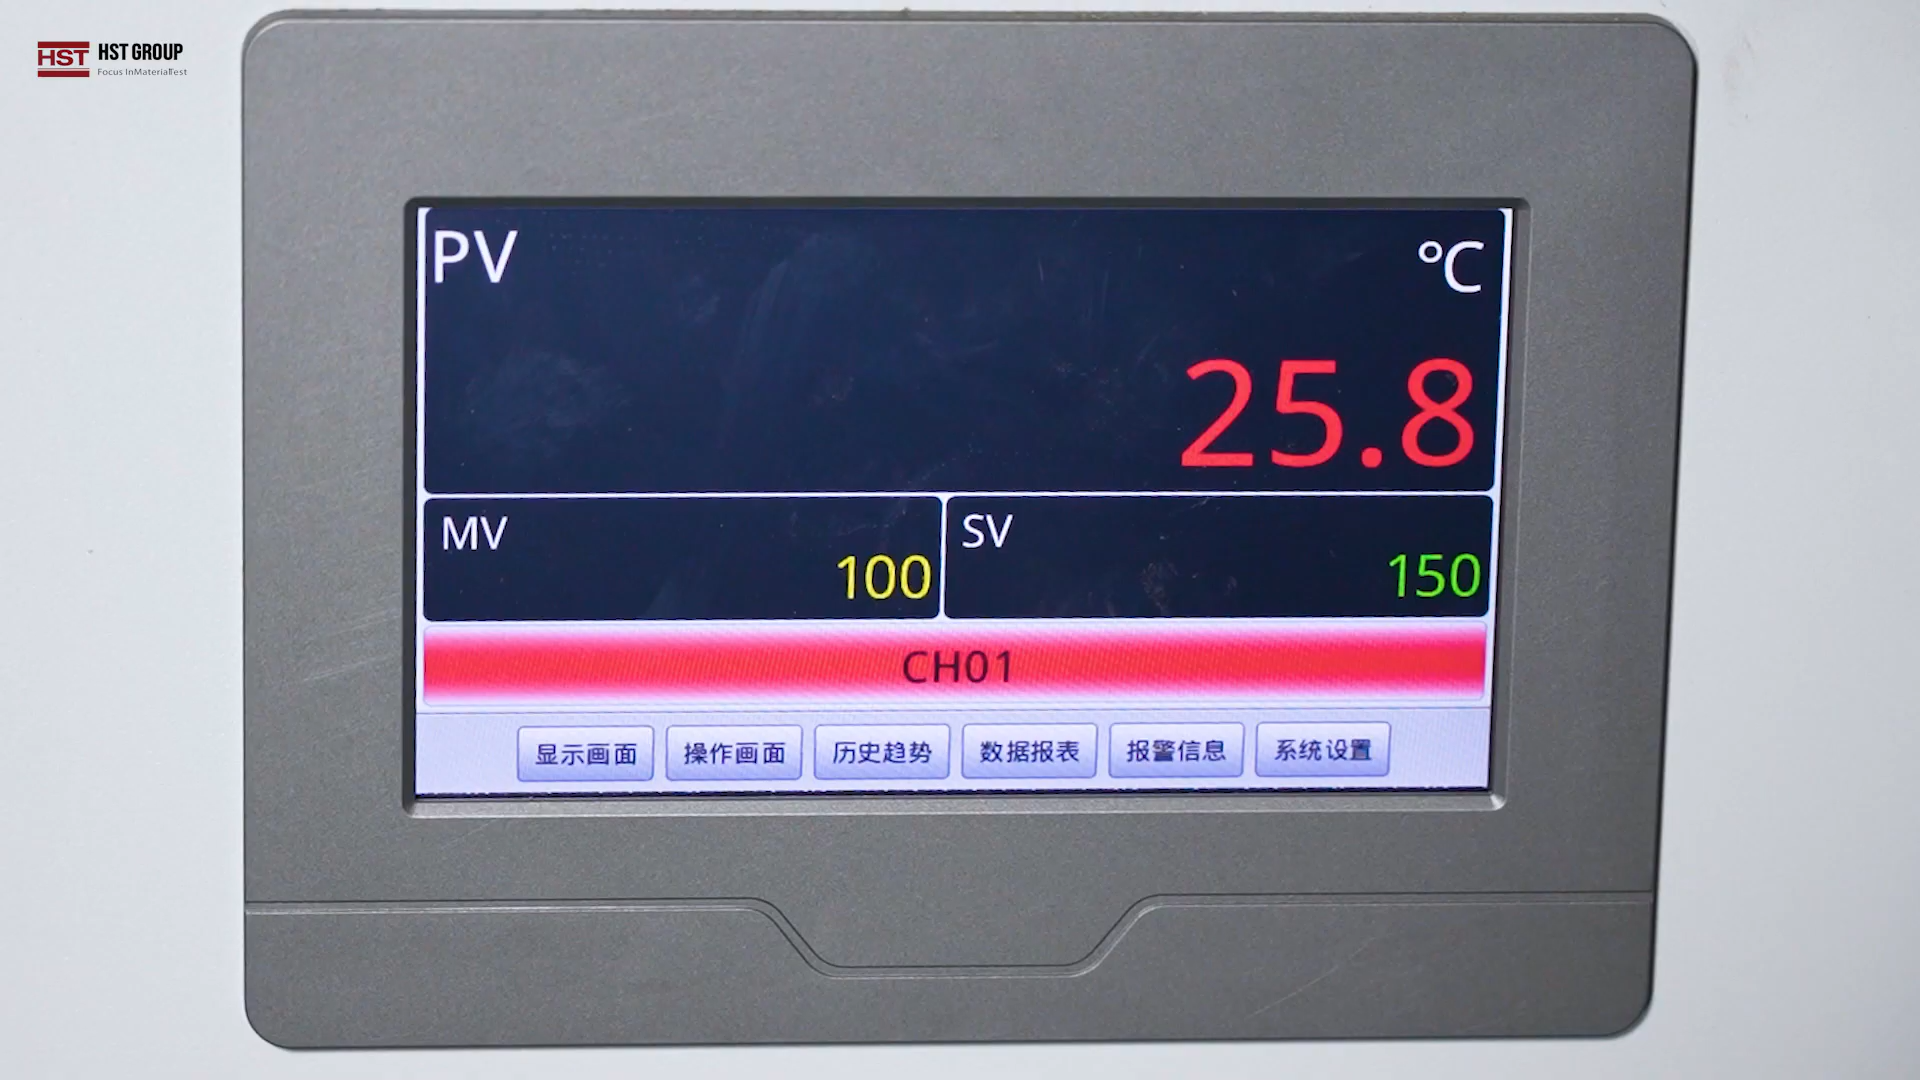 HST
HST GROUP
Focus InMaterialTest
PV
°C
25.8
MV
100
SV
150
CH01
显示画面 操作画面 历史趋势 数据报表 报警信息 系统设置